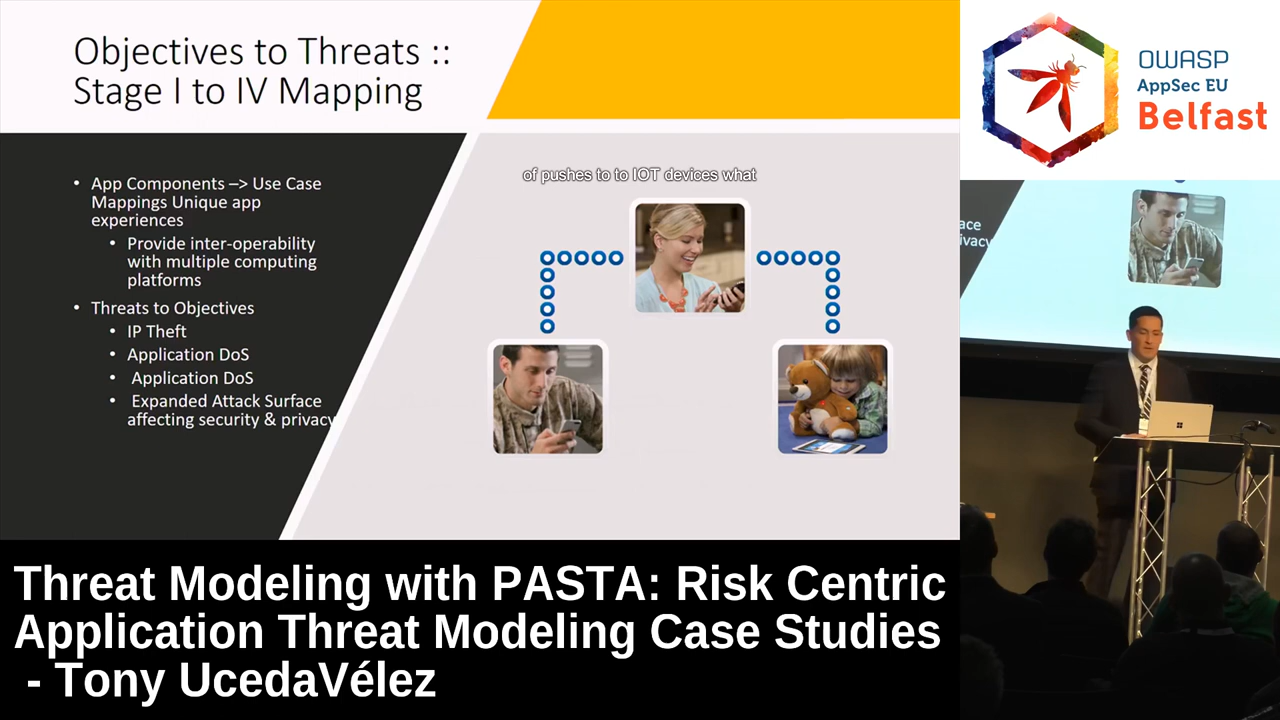 Objectives to Threats ::
Stage I to IV Mapping
• App Components –> Use Case
Mappings Unique app
experiences
• Provide inter-operability
with multiple computing
platforms
• Threats to Objectives
• IP Theft
• Application DoS
• Application DoS
• Expanded Attack Surface
affecting security & privacy
of pushes to to IOT devices what
OWASP
AppSec EU
Belfast
Threat Modeling with PASTA: Risk Centric
Application Threat Modeling Case Studies
- Tony UcedaVélez